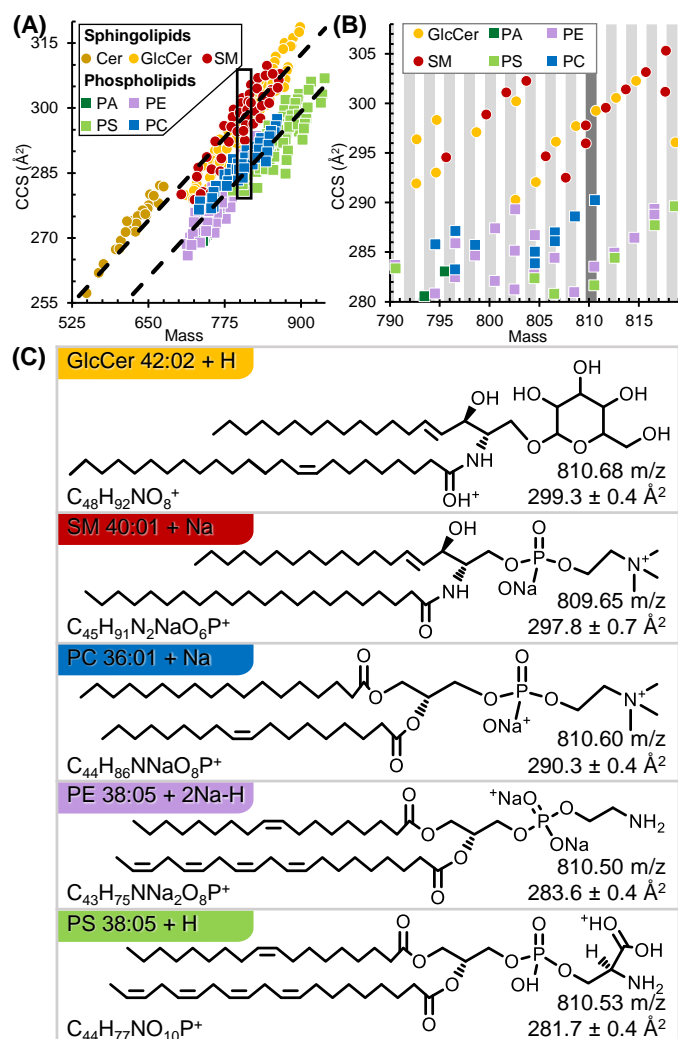 (A)
315
300
285
270
255
CCS (Å²)
525
650
775
900
Mass
Sphingolipids
Cer
GlcCer
SM
Phospholipids
PA
PE
PS
PC
(B)
305
300
295
290
285
280
CCS (Å²)
790
795
800
805
810
815
Mass
GlcCer
PA
PE
SM
PS
PC
(C)
GlcCer 42:02 + H
OH
OH
HO
OH
O
O
OH
NH
OH⁺
810.68 m/z
C₄₈H₉₂NO₈⁺
299.3 ± 0.4 Å²
SM 40:01 + Na
OH
O
O
P
O
N⁺
ONa
NH
O
809.65 m/z
C₄₅H₉₁N₂NaO₆P⁺
297.8 ± 0.7 Å²
PC 36:01 + Na
O
O
O
O
P
O
N⁺
ONa⁺
O
O
810.60 m/z
C₄₄H₈₆NNaO₈P⁺
290.3 ± 0.4 Å²
PE 38:05 + 2Na-H
O
⁺NaO
O
O
O
P
NH₂
ONa
O
O
810.50 m/z
C₄₃H₇₅NNa₂O₈P⁺
283.6 ± 0.4 Å²
PS 38:05 + H
O
O
⁺HO
O
O
P
O
H
OH
OH
NH₂
O
O
810.53 m/z
C₄₄H₇₇NO₁₀P⁺
281.7 ± 0.4 Å²